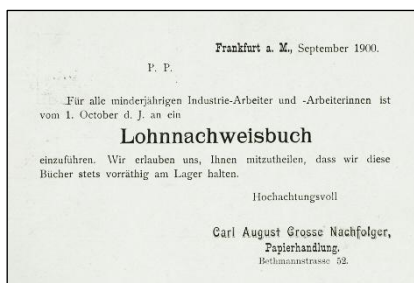 Frankfurt a. M., September 1900.
P. P.
Für alle minderjährigen Industrie-Arbeiter und -Arbeiterinnen ist
vom 1. October d. J. an ein
Lohnnachweisbuch
einzuführen. Wir erlauben uns, Ihnen mitzutheilen, dass wir diese
Bücher stets vorräthig am Lager halten.
Hochachtungsvoll
Carl August Grosse Nachfolger,
Papierhandlung.
Bethmannstrasse 52.